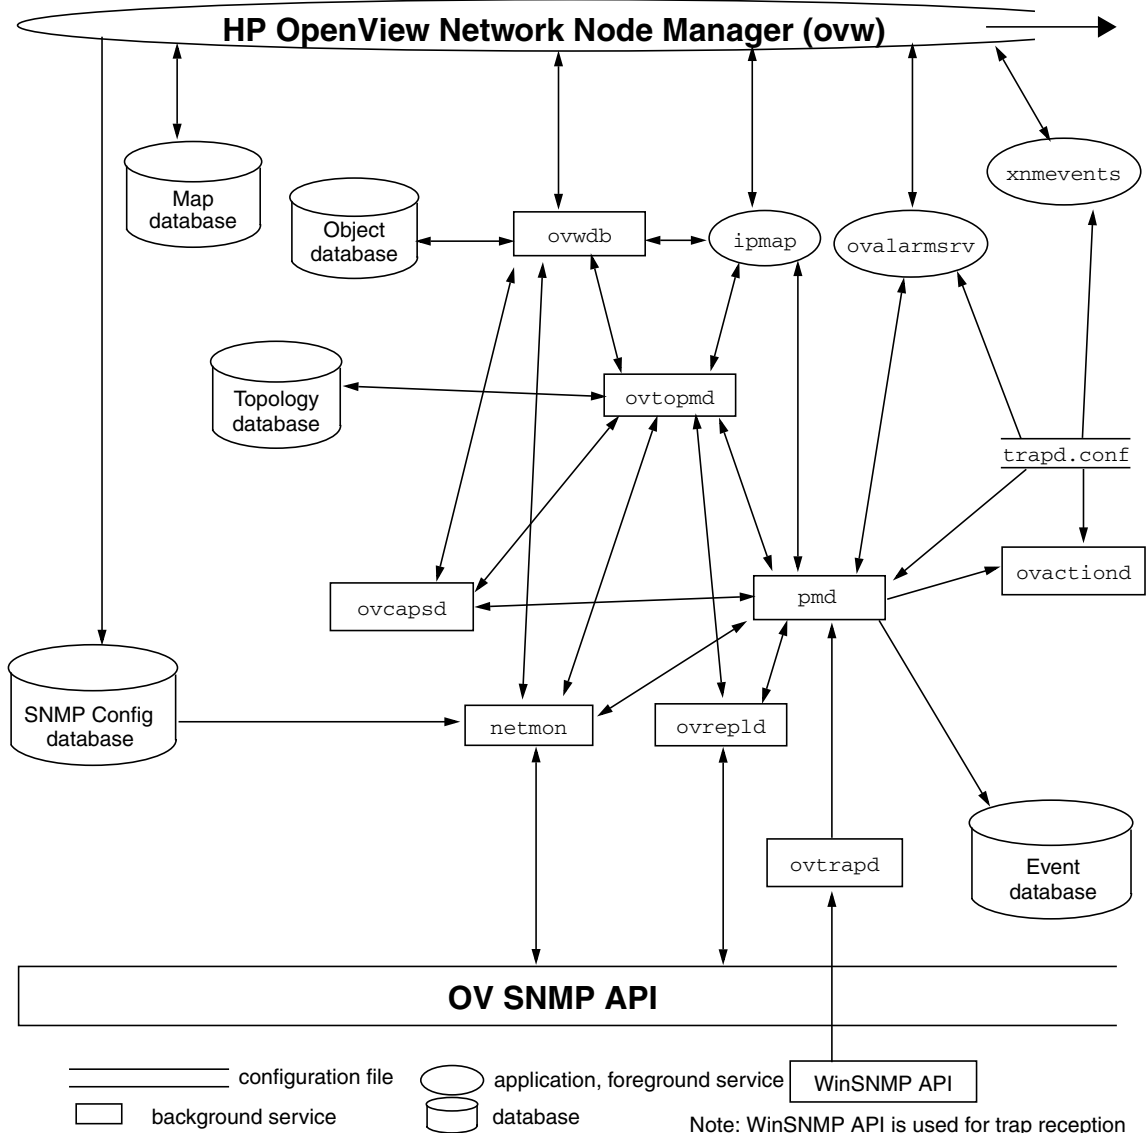 HP OpenView Network Node Manager (ovw)
Map
database
Object
database
ovwdb
ipmap
ovalarmsrv
xnmevents
Topology
database
ovtopmd
trapd.conf
ovcapsd
pmd
ovactiond
SNMP Config
database
netmon
ovrepld
ovtrapd
Event
database
OV SNMP API
configuration file
application, foreground service
WinSNMP API
background service
database
Note: WinSNMP API is used for trap reception